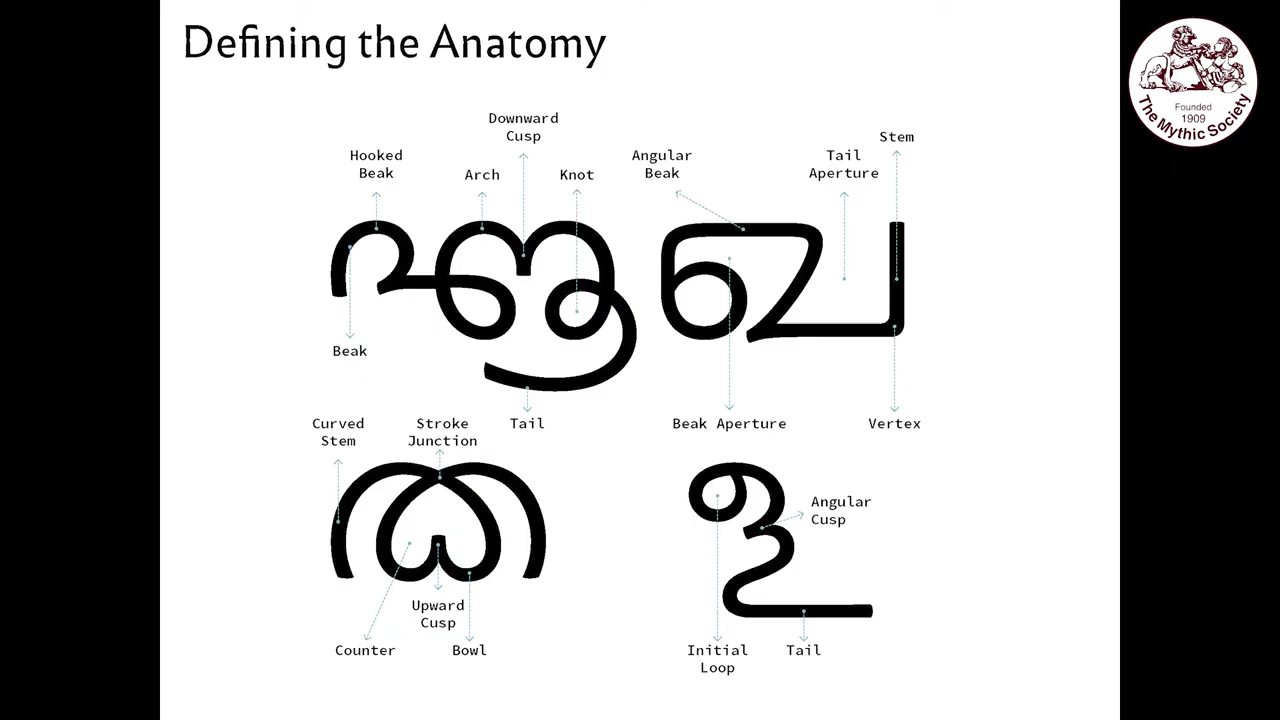 Defining the Anatomy
Founded
1909
The Mythic Society
Downward
Cusp
Stem
Hooked
Beak
Arch
Knot
Angular
Beak
Tail
Aperture
ഘ
Beak
Curved
Stem
Stroke
Junction
Tail
Beak Aperture
Vertex
ൡ
Angular
Cusp
Upward
Cusp
Counter
Bowl
Initial
Loop
Tail